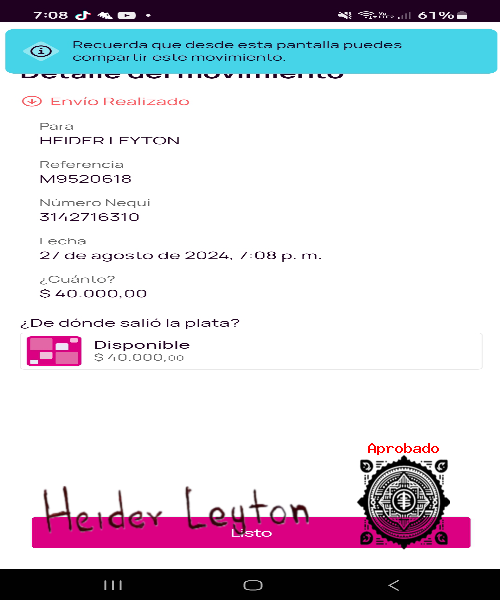 7:08
61%
Recuerda que desde esta pantalla puedes
compartir este movimiento.
Detalle del movimiento
Envío Realizado
Para
HEIDER LEYTON
Referencia
M9520618
Número Nequi
3142716310
Fecha
27 de agosto de 2024, 7:08 p. m.
¿Cuánto?
$ 40.000,00
¿De dónde salió la plata?
Disponible
$ 40.000,00
Aprobado
Heider Leyton
Listo